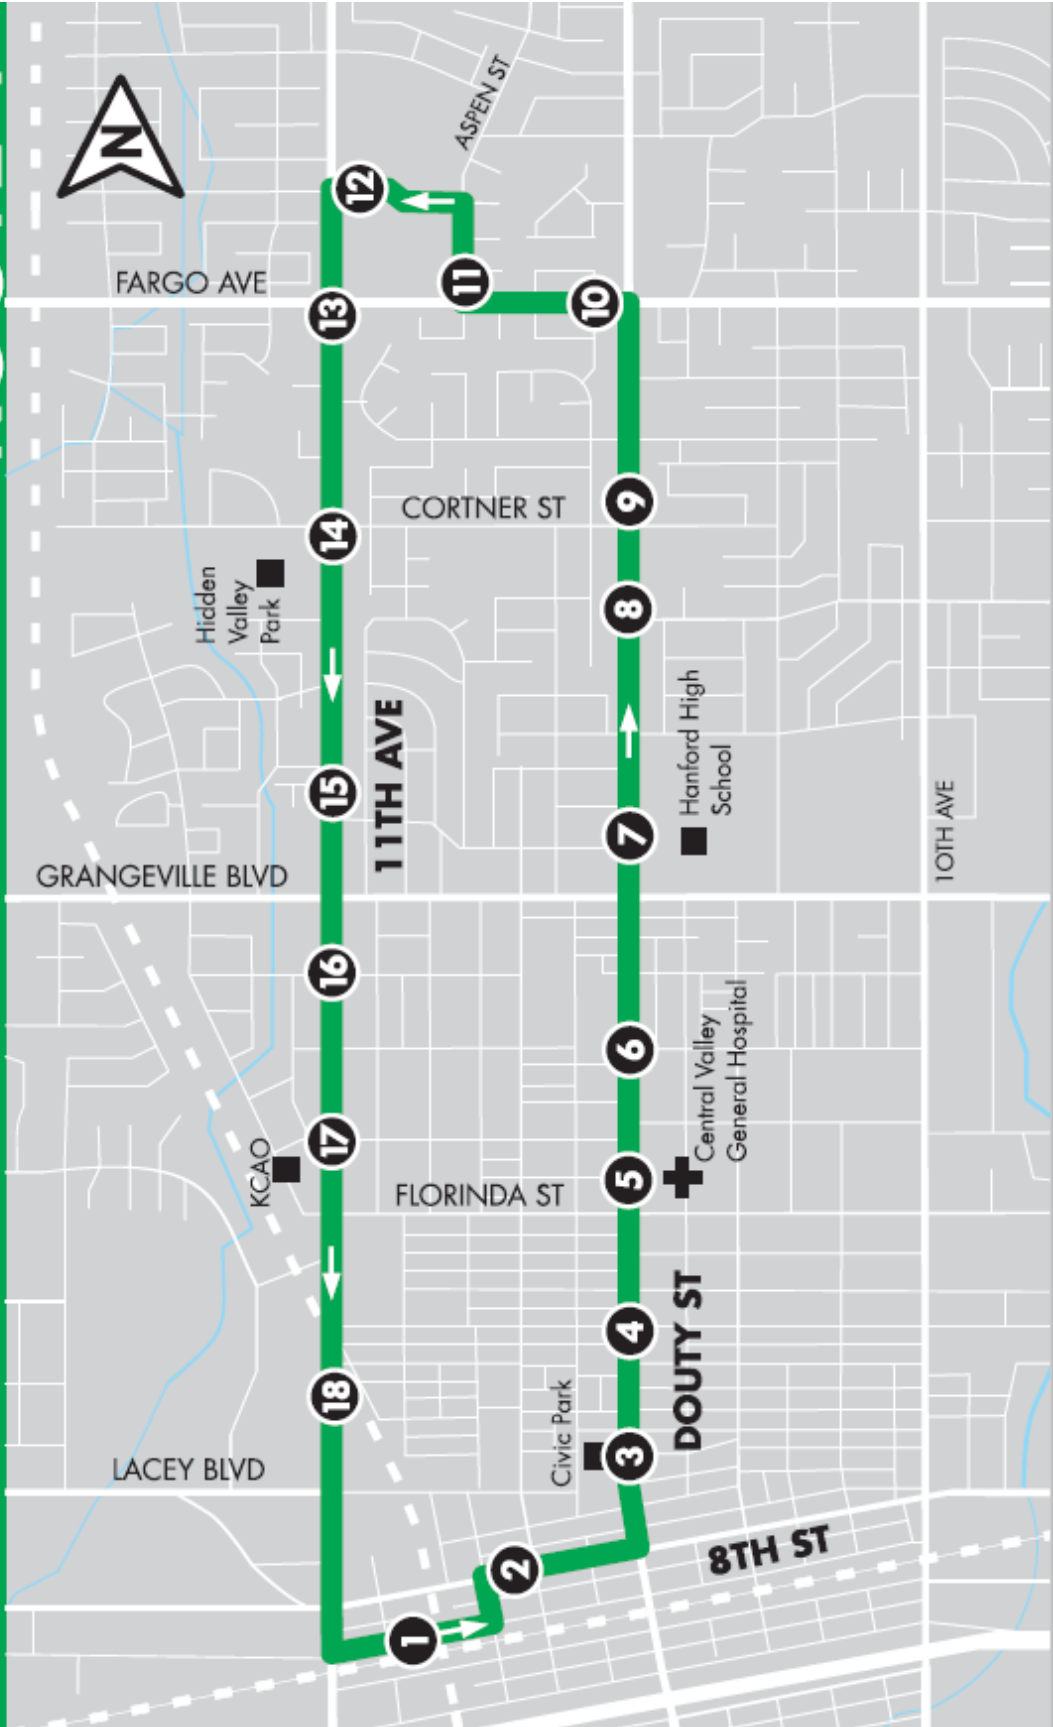 N
ASPEN ST
12
FARGO AVE
11
10
13
CORTNER ST
9
14
Hidden
Valley
Park
8
11TH AVE
Hanford High
School
15
7
GRANGEVILLE BLVD
10TH AVE
16
6
Central Valley
General Hospital
17
KCAO
5
FLORINDA ST
4
DOUTY ST
18
Civic Park
3
LACEY BLVD
2
8TH ST
1